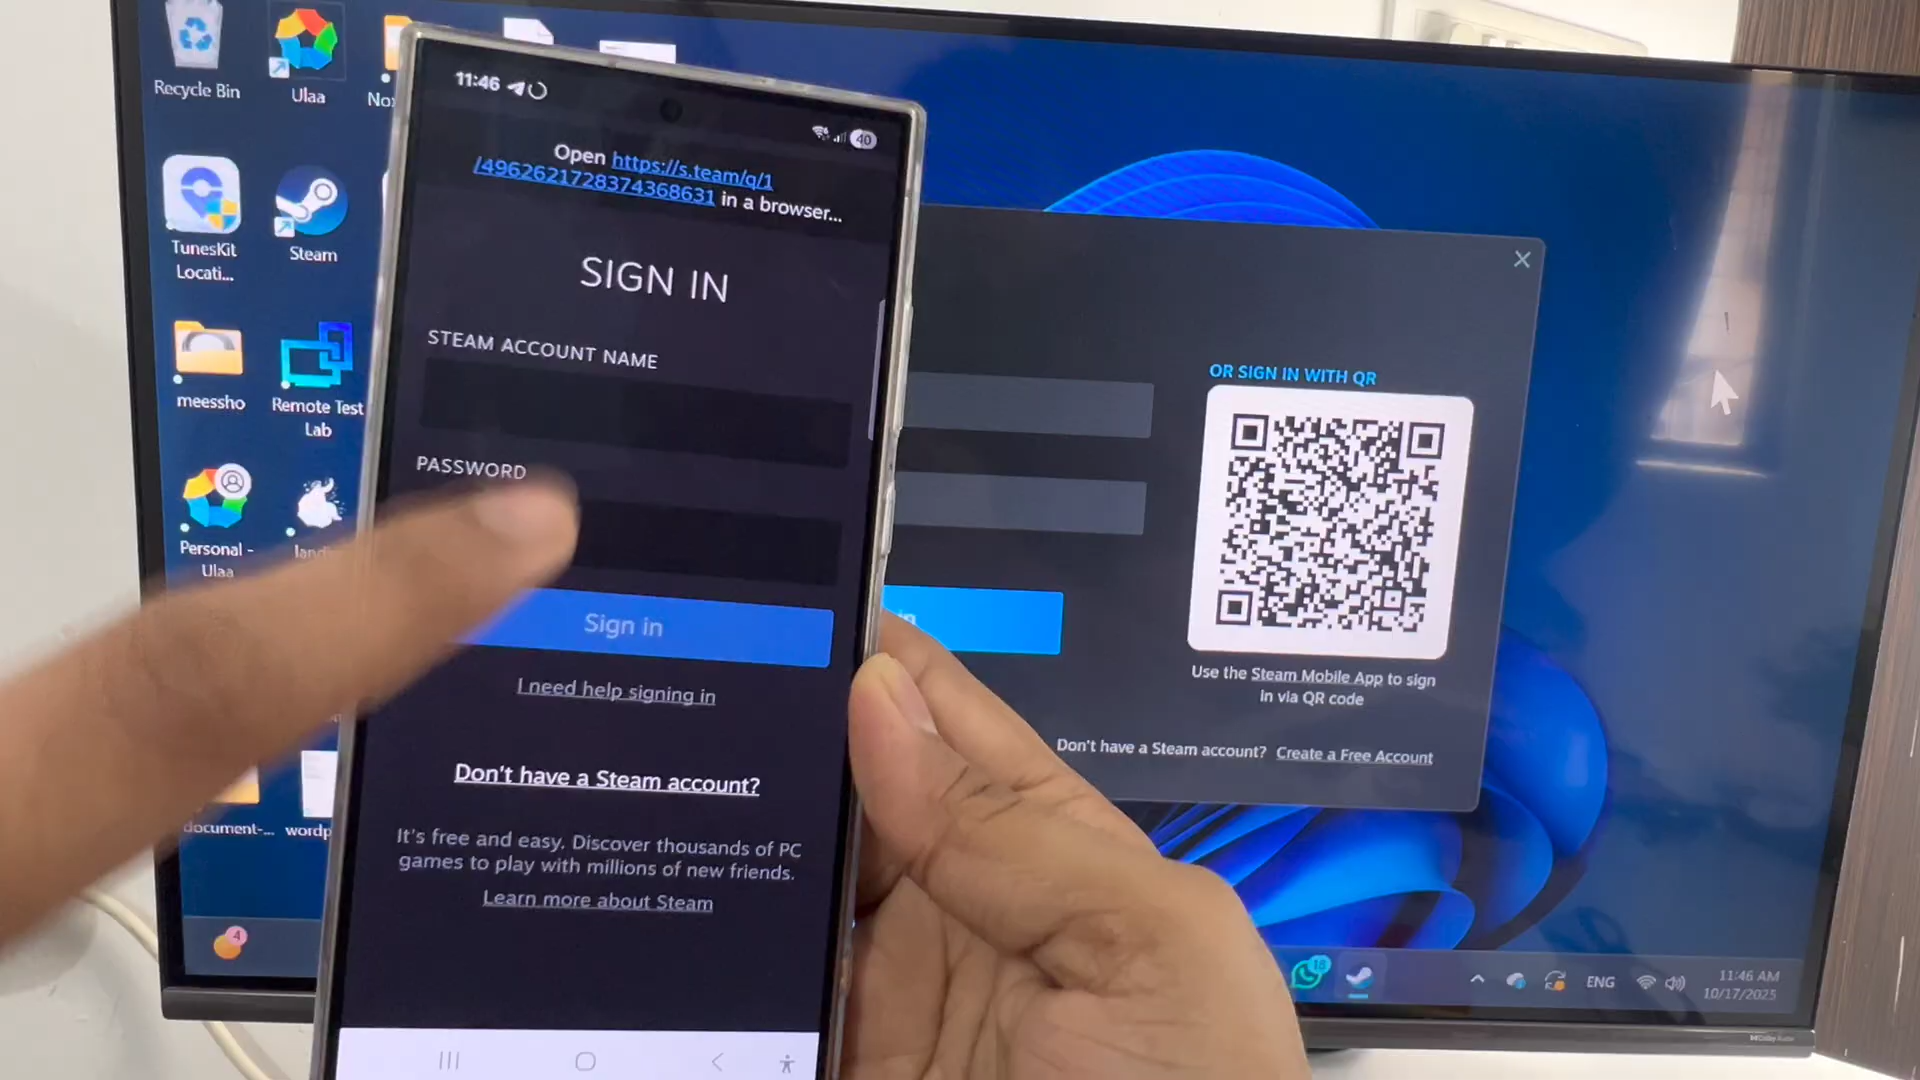 Recycle Bin
Ulaa
TunesKit
Locati...
Steam
meessho
Remote Test
Lab
Personal -
Ulaa
document-...
4
11:46
40
Open https://s.team/q/1
/4962621728374368631 in a browser...
SIGN IN
STEAM ACCOUNT NAME
PASSWORD
Sign in
I need help signing in
Don't have a Steam account?
It's free and easy. Discover thousands of PC
games to play with millions of new friends.
Learn more about Steam
OR SIGN IN WITH QR
in
Use the Steam Mobile App to sign
in via QR code
Don't have a Steam account? Create a Free Account
ENG
11:46 AM
10/17/2025